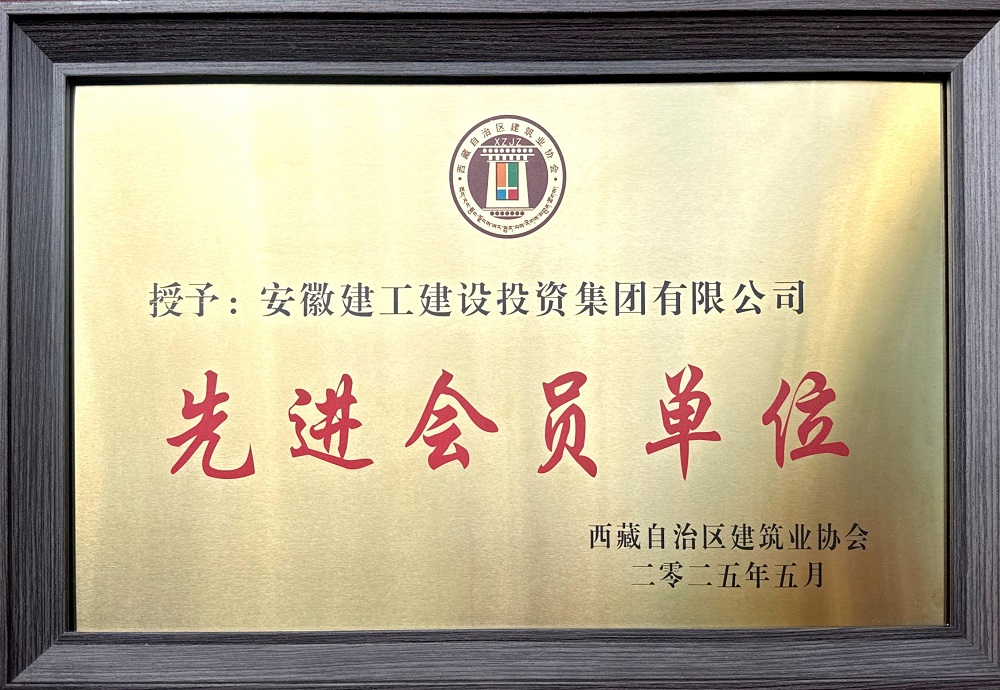 西藏自治区建筑业协会
XZJZ
授予：安徽建工建设投资集团有限公司
先进会员单位
西藏自治区建筑业协会
二零二五年五月